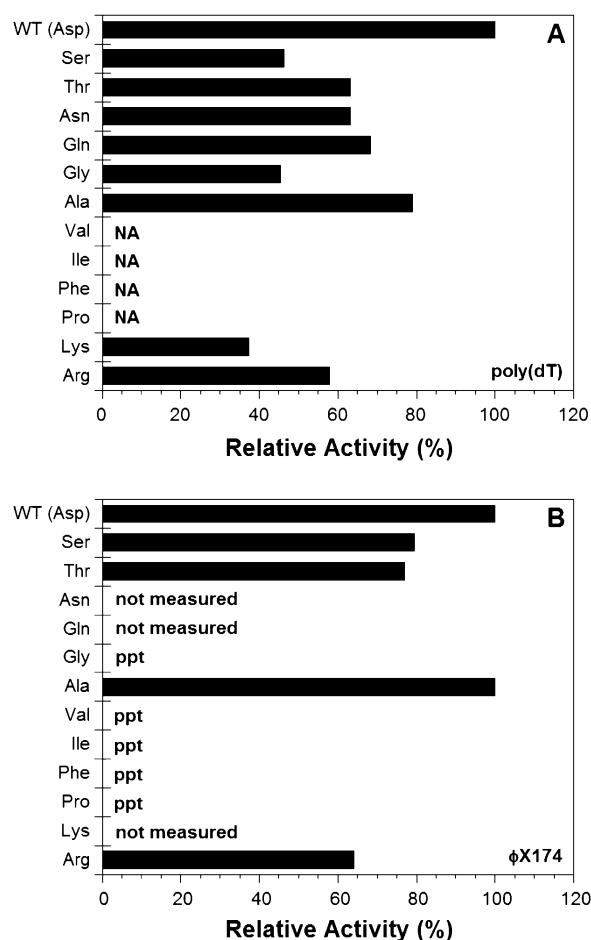 A
WT (Asp)
Ser
Thr
Asn
Gln
Gly
Ala
Val NA
Ile NA
Phe NA
Pro NA
Lys
Arg
poly(dT)
0 20 40 60 80 100 120
Relative Activity (%)
B
WT (Asp)
Ser
Thr
Asn not measured
Gln not measured
Gly ppt
Ala
Val ppt
Ile ppt
Phe ppt
Pro ppt
Lys not measured
Arg
ϕX174
0 20 40 60 80 100 120
Relative Activity (%)